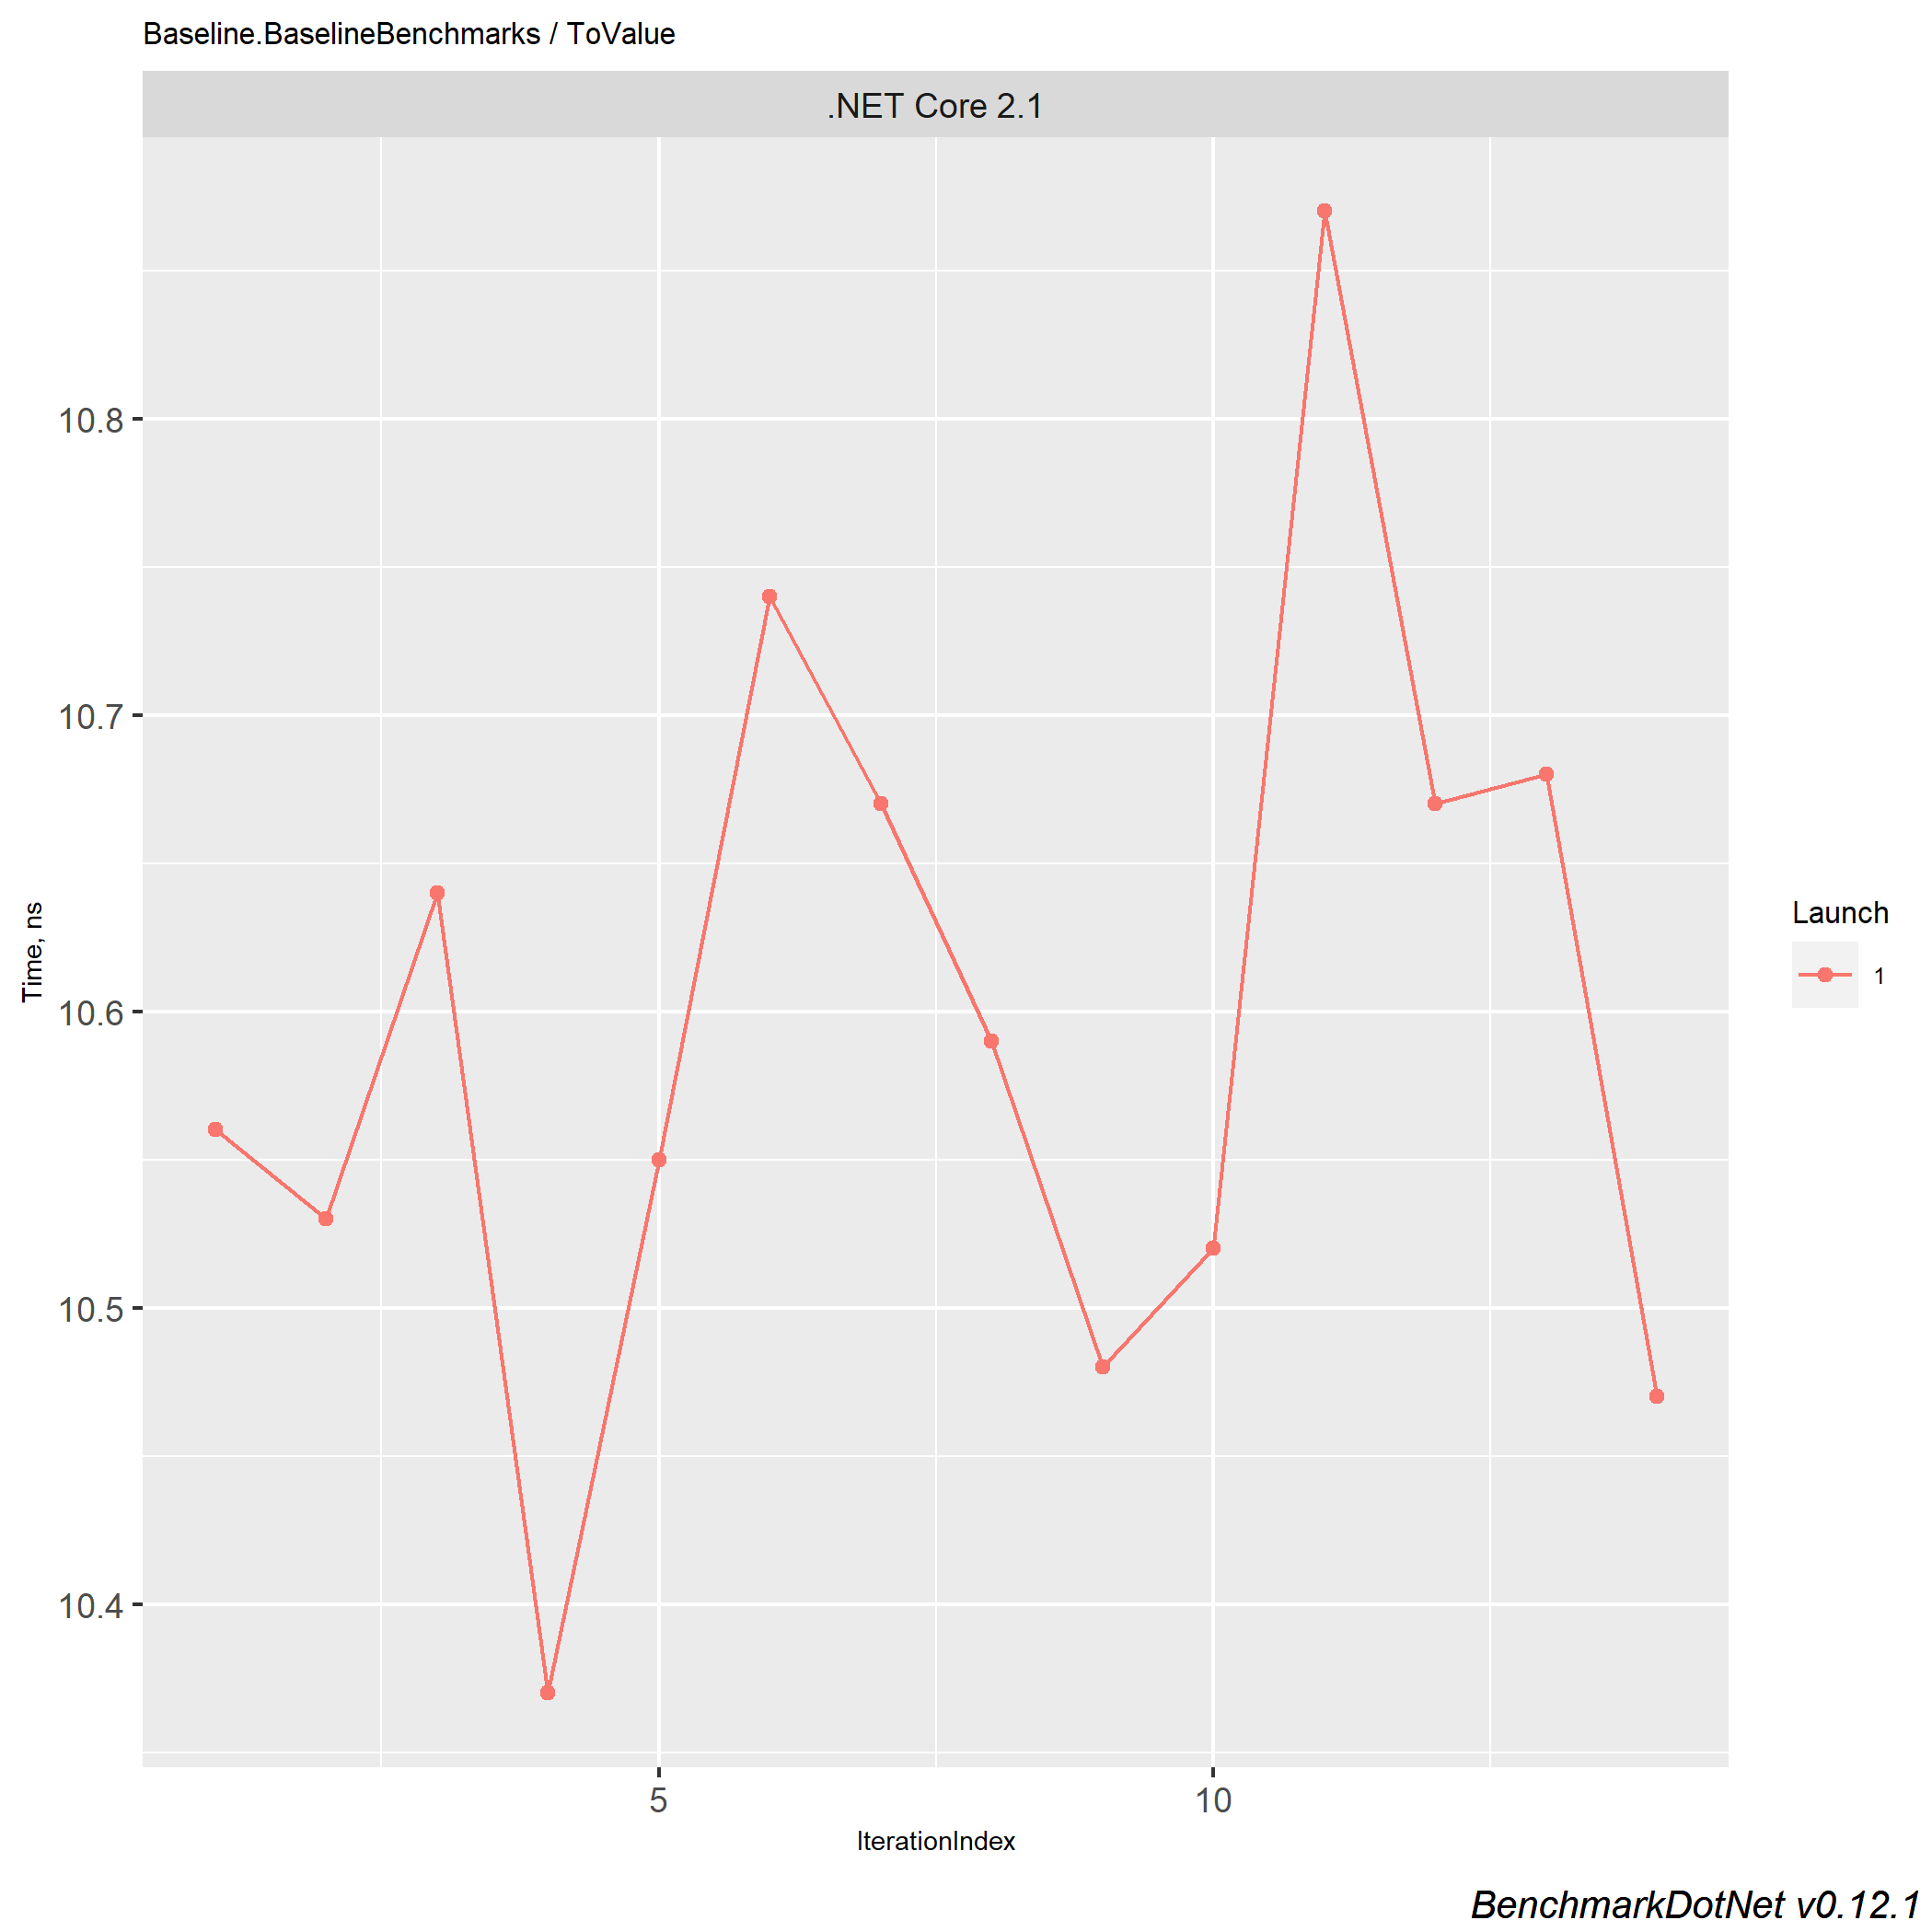 Baseline.BaselineBenchmarks / ToValue
.NET Core 2.1
10.8
10.7
10.6
10.5
10.4
Time, ns
5
10
IterationIndex
Launch
1
BenchmarkDotNet v0.12.1